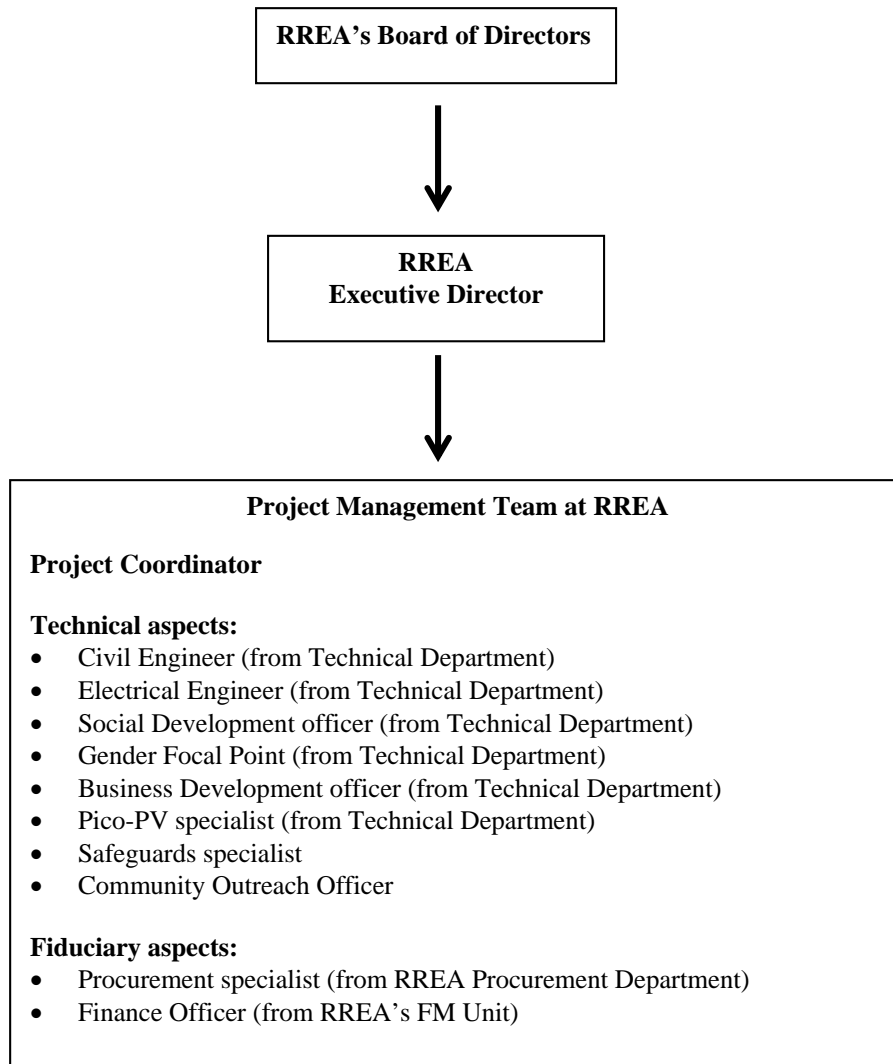 RREA’s Board of Directors
RREA
Executive Director
Project Management Team at RREA
Project Coordinator
Technical aspects:
• Civil Engineer (from Technical Department)
• Electrical Engineer (from Technical Department)
• Social Development officer (from Technical Department)
• Gender Focal Point (from Technical Department)
• Business Development officer (from Technical Department)
• Pico-PV specialist (from Technical Department)
• Safeguards specialist
• Community Outreach Officer
Fiduciary aspects:
• Procurement specialist (from RREA Procurement Department)
• Finance Officer (from RREA’s FM Unit)